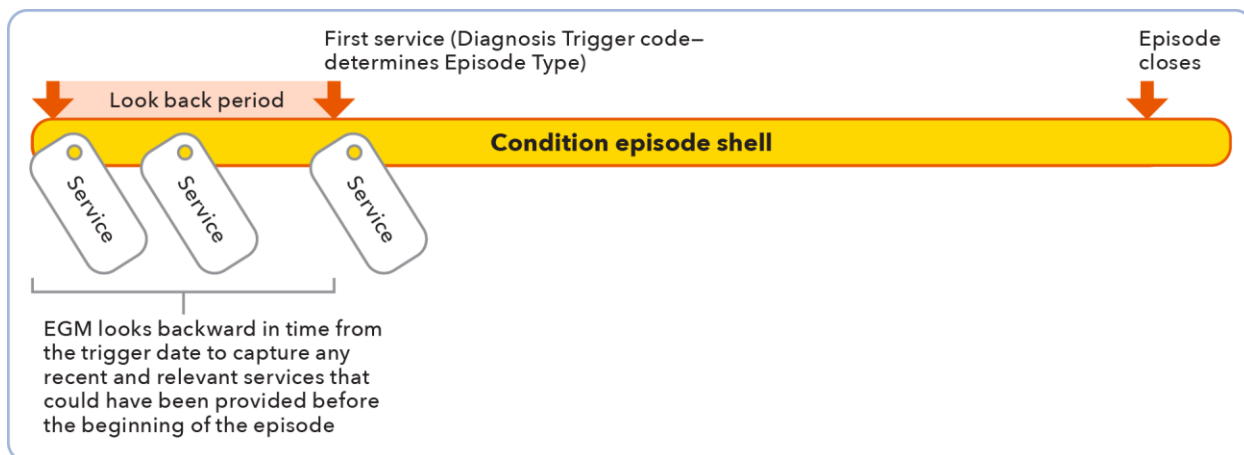 First service (Diagnosis Trigger code–
determines Episode Type)
Episode
closes
Look back period
Condition episode shell
Service
Service
Service
EGM looks backward in time from
the trigger date to capture any
recent and relevant services that
could have been provided before
the beginning of the episode